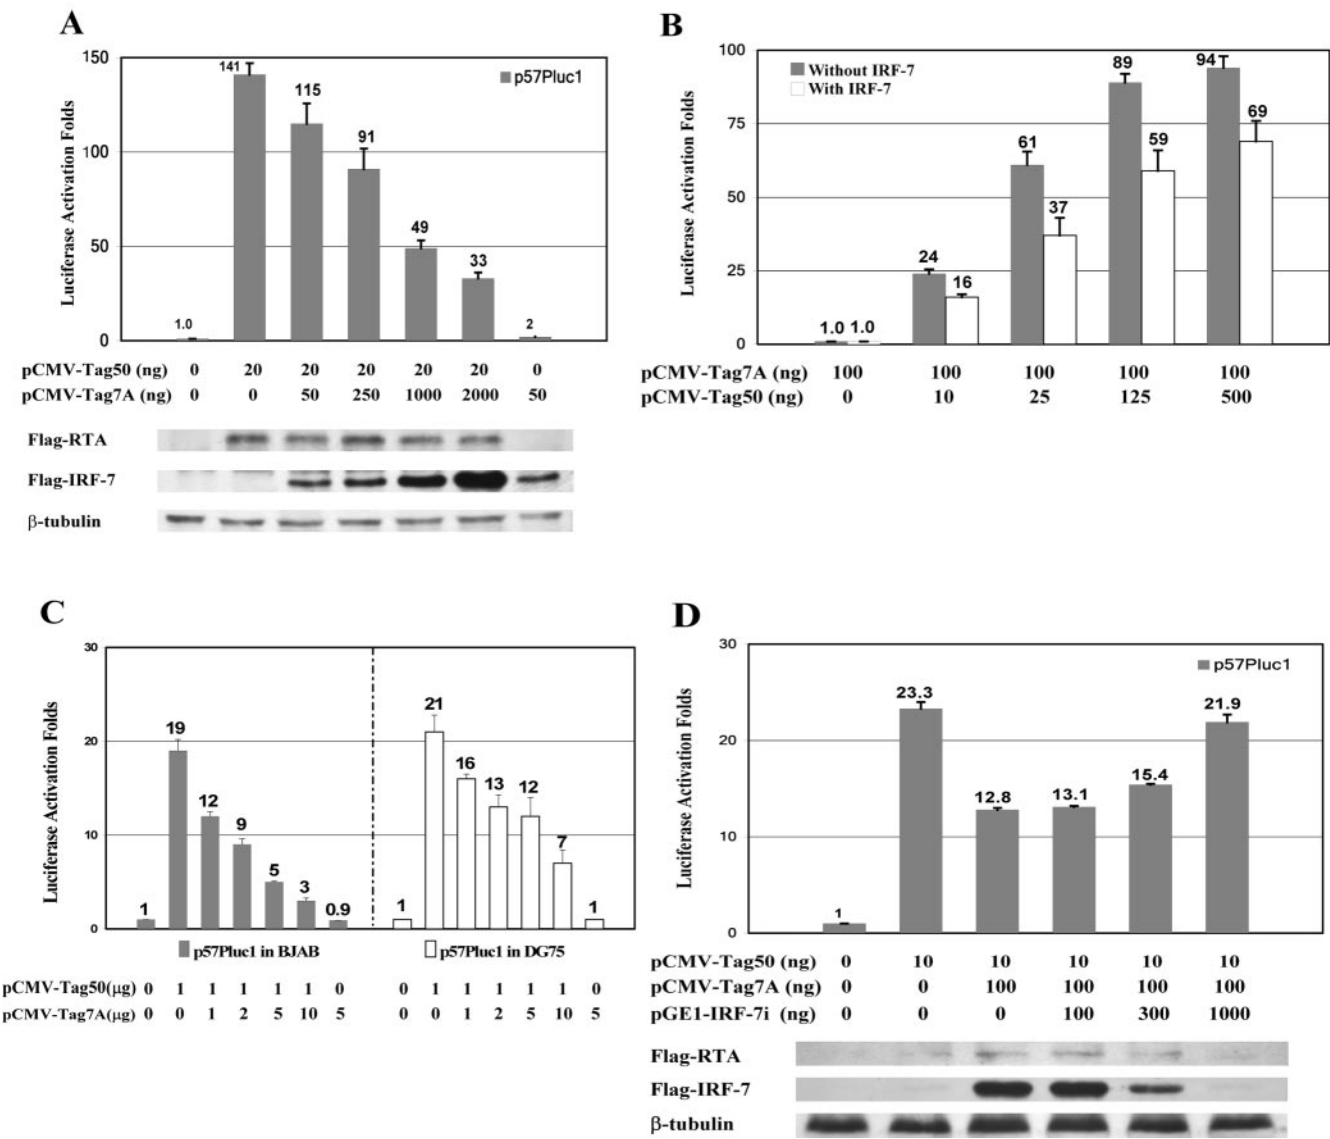 A
150
141
p57Pluc1
115
100
91
50
49
33
1.0
2
0
Luciferase Activation Folds
pCMV-Tag50 (ng) 0 20 20 20 20 20 0
pCMV-Tag7A (ng) 0 0 50 250 1000 2000 50
Flag-RTA
Flag-IRF-7
β-tubulin
B
100
94
89
Without IRF-7
With IRF-7
75
69
61
59
50
37
25
24
16
1.0 1.0
0
Luciferase Activation Folds
pCMV-Tag7A (ng) 100 100 100 100 100
pCMV-Tag50 (ng) 0 10 25 125 500
C
30
21
20
19
16
13
12
12
10
9
7
5
3
1
0.9
1
1
0
Luciferase Activation Folds
p57Pluc1 in BJAB
p57Pluc1 in DG75
pCMV-Tag50(µg) 0 1 1 1 1 1 0 0 1 1 1 1 1 0
pCMV-Tag7A(µg) 0 0 1 2 5 10 5 0 0 1 2 5 10 5
D
30
p57Pluc1
23.3
21.9
20
15.4
12.8
13.1
10
1
0
Luciferase Activation Folds
pCMV-Tag50 (ng) 0 10 10 10 10 10
pCMV-Tag7A (ng) 0 0 100 100 100 100
pGE1-IRF-7i (ng) 0 0 0 100 300 1000
Flag-RTA
Flag-IRF-7
β-tubulin